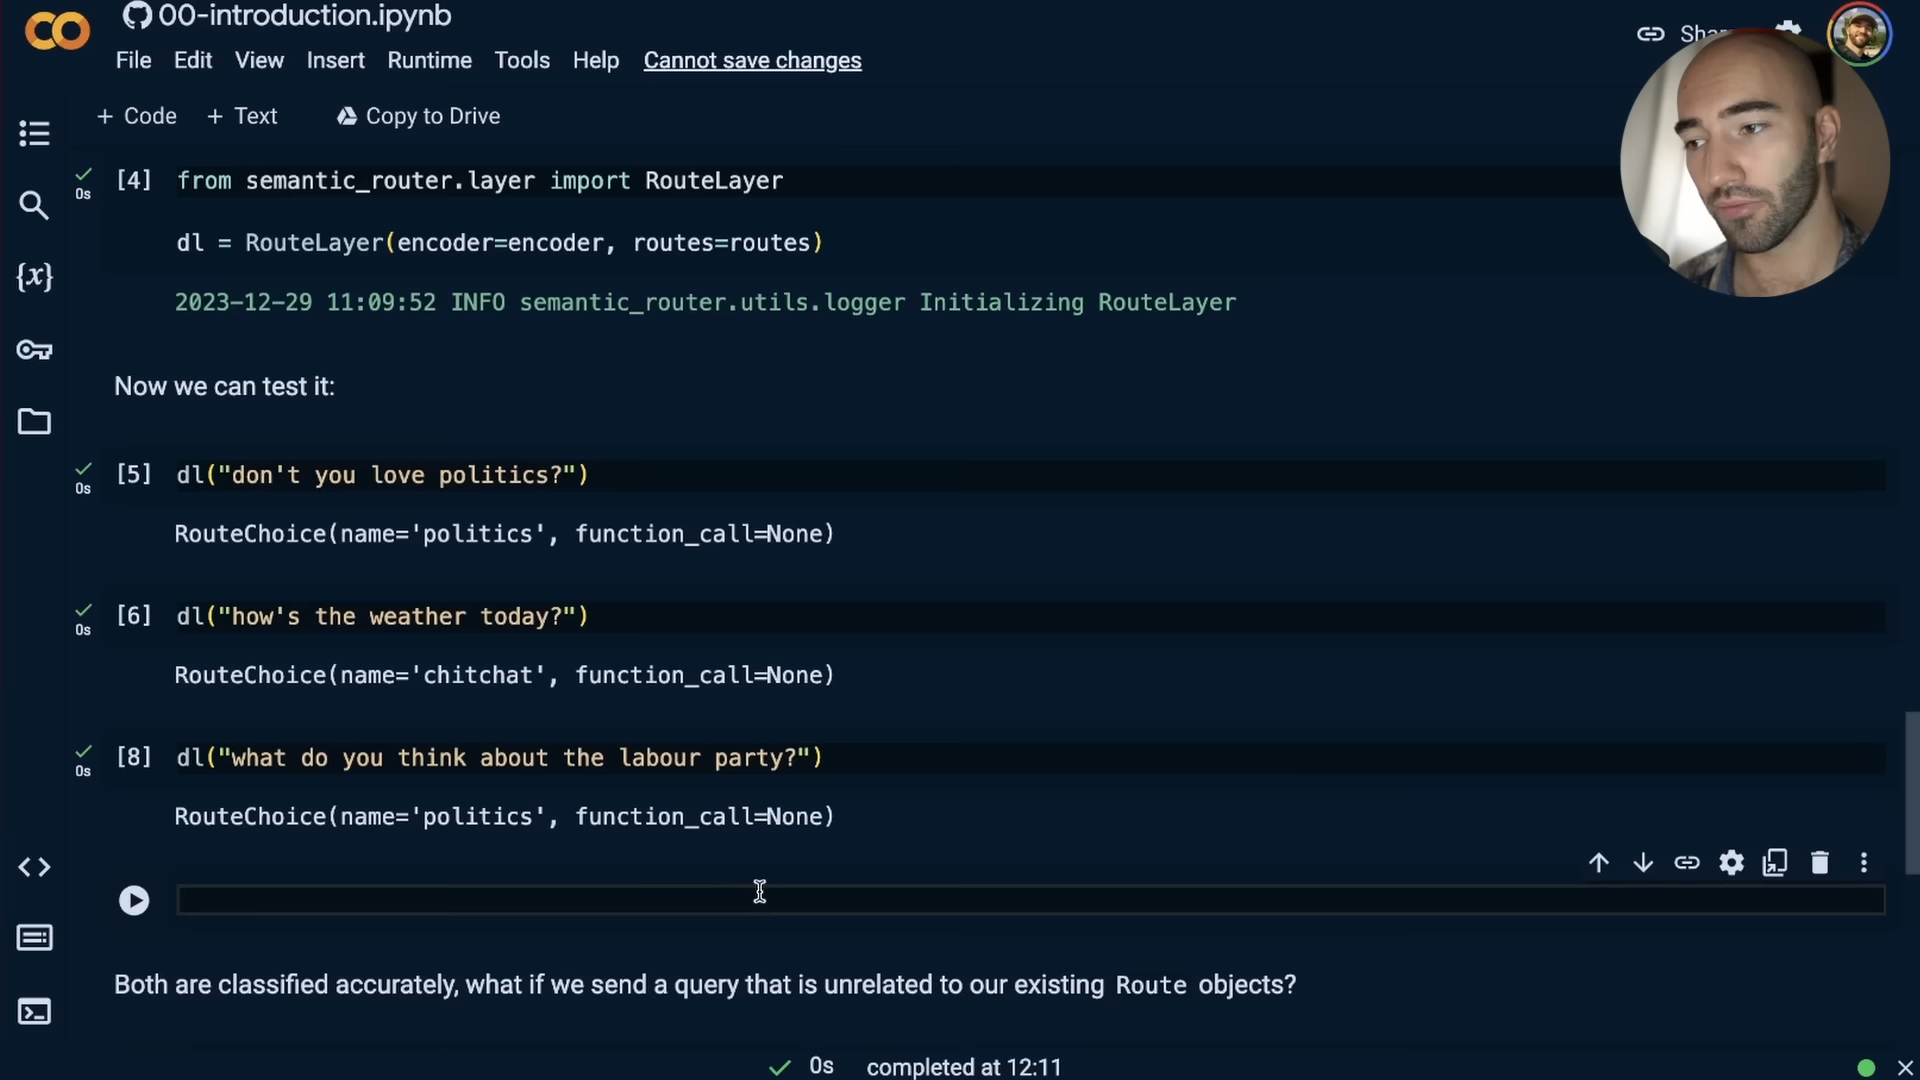 00-introduction.ipynb
File Edit View Insert Runtime Tools Help Cannot save changes
+ Code + Text Copy to Drive
[4] from semantic_router.layer import RouteLayer
0s
dl = RouteLayer(encoder=encoder, routes=routes)
2023-12-29 11:09:52 INFO semantic_router.utils.logger Initializing RouteLayer
Now we can test it:
[5] dl("don't you love politics?")
0s
RouteChoice(name='politics', function_call=None)
[6] dl("how's the weather today?")
0s
RouteChoice(name='chitchat', function_call=None)
[8] dl("what do you think about the labour party?")
0s
RouteChoice(name='politics', function_call=None)
Both are classified accurately, what if we send a query that is unrelated to our existing Route objects?
0s completed at 12:11